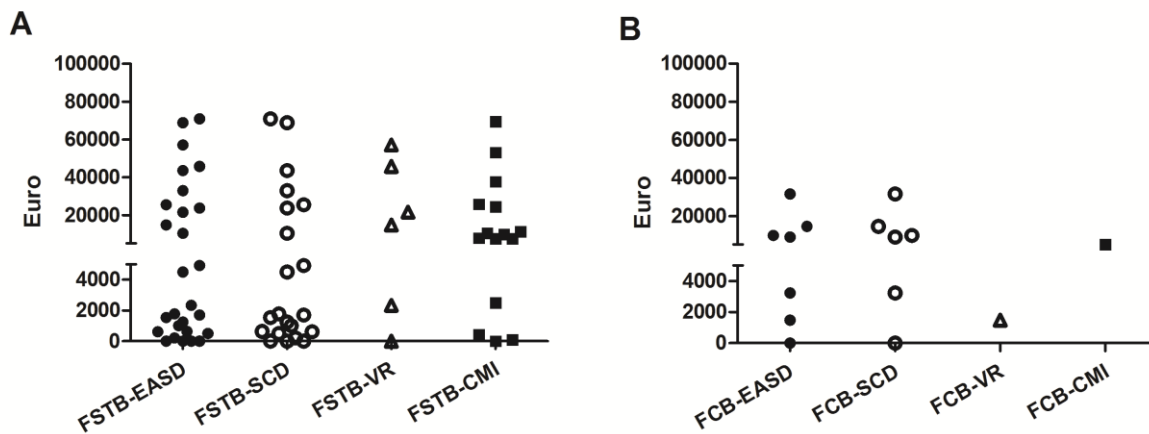 A
Euro
100000
80000
60000
40000
20000
4000
2000
0
FSTB-EASD
FSTB-SCD
FSTB-VR
FSTB-CMI
B
Euro
100000
80000
60000
40000
20000
4000
2000
0
FCB-EASD
FCB-SCD
FCB-VR
FCB-CMI